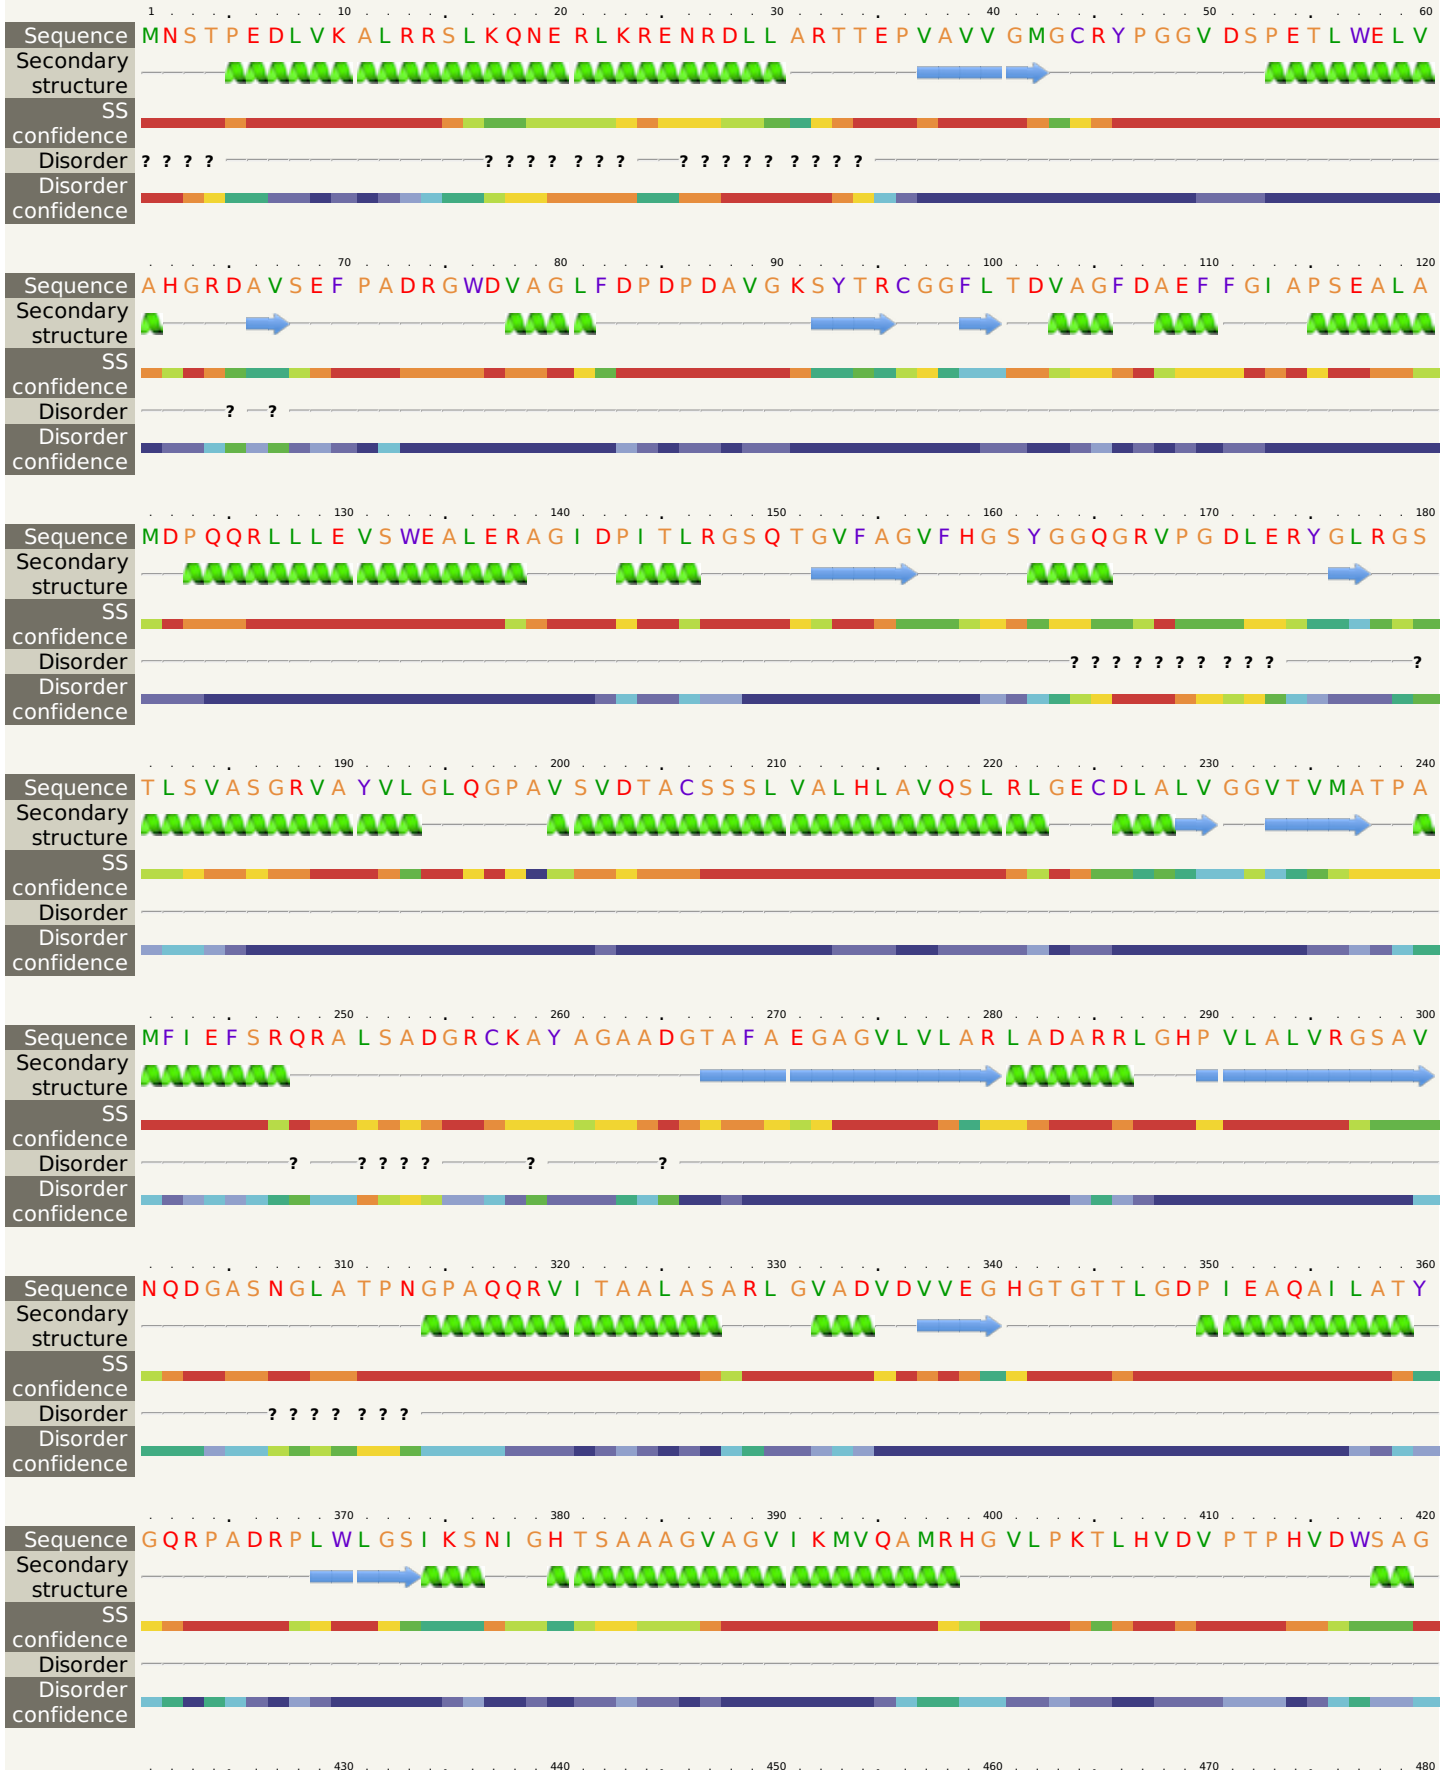 1 . . . . . . . . 10 . . . . . . . . . 20 . . . . . . . . . 30 . . . . . . . . . 40 . . . . . . . . . 50 . . . . . . . . . 60
Sequence MNSTPEDLVK ALRRSLKQNE RLKRENRDLL ARTTEPVAVV GMGCRYPGGV DSPETLWELV
Secondary
structure
SS
confidence
Disorder ? ? ? ? ? ? ? ? ? ? ? ? ? ? ? ? ? ? ? ?
Disorder
confidence
. . . . . . . . . 70 . . . . . . . . . 80 . . . . . . . . . 90 . . . . . . . . . 100 . . . . . . . . . 110 . . . . . . . . . 120
Sequence AHGRDAVSEF PADRGWDVAG LFDPDPDAVG KSYTRCGGFL TDVAGFDAEF FGIAPSEALA
Secondary
structure
SS
confidence
Disorder ? ?
Disorder
confidence
. . . . . . . . . 130 . . . . . . . . . 140 . . . . . . . . . 150 . . . . . . . . . 160 . . . . . . . . . 170 . . . . . . . . . 180
Sequence MDPQQRLLLE VSWEALERAG IDPITLRGSQ TGVFAGVFHG SYGGQGRVPG DLERYGLRGS
Secondary
structure
SS
confidence
Disorder ? ? ? ? ? ? ? ? ? ? ?
Disorder
confidence
. . . . . . . . . 190 . . . . . . . . . 200 . . . . . . . . . 210 . . . . . . . . . 220 . . . . . . . . . 230 . . . . . . . . . 240
Sequence TLSVASGRVA YVLGLQGPAV SVDTACSSSL VALHLAVQSL RLGECDLALV GGVTVMATPA
Secondary
structure
SS
confidence
Disorder
Disorder
confidence
. . . . . . . . . 250 . . . . . . . . . 260 . . . . . . . . . 270 . . . . . . . . . 280 . . . . . . . . . 290 . . . . . . . . . 300
Sequence MFIEFSRQRA LSADGRCKAY AGAADGTAFA EGAGVLVLAR LADARRLGHP VLALVRGSAV
Secondary
structure
SS
confidence
Disorder ? ? ? ? ? ? ?
Disorder
confidence
. . . . . . . . . 310 . . . . . . . . . 320 . . . . . . . . . 330 . . . . . . . . . 340 . . . . . . . . . 350 . . . . . . . . . 360
Sequence NQDGASNGLA TPNGPAQQRV ITAALASARL GVADVDVVEG HGTGTTLGDP IEAQAILATY
Secondary
structure
SS
confidence
Disorder ? ? ? ? ? ? ?
Disorder
confidence
. . . . . . . . . 370 . . . . . . . . . 380 . . . . . . . . . 390 . . . . . . . . . 400 . . . . . . . . . 410 . . . . . . . . . 420
Sequence GQRPADRPLW LGSIKSNIGH TSAAAGVAGV IKMVQAMRHG VLPKTLHVDV PTPHVDWSAG
Secondary
structure
SS
confidence
Disorder
Disorder
confidence
. . . . . . . . . 430 . . . . . . . . . 440 . . . . . . . . . 450 . . . . . . . . . 460 . . . . . . . . . 470 . . . . . . . . . 480